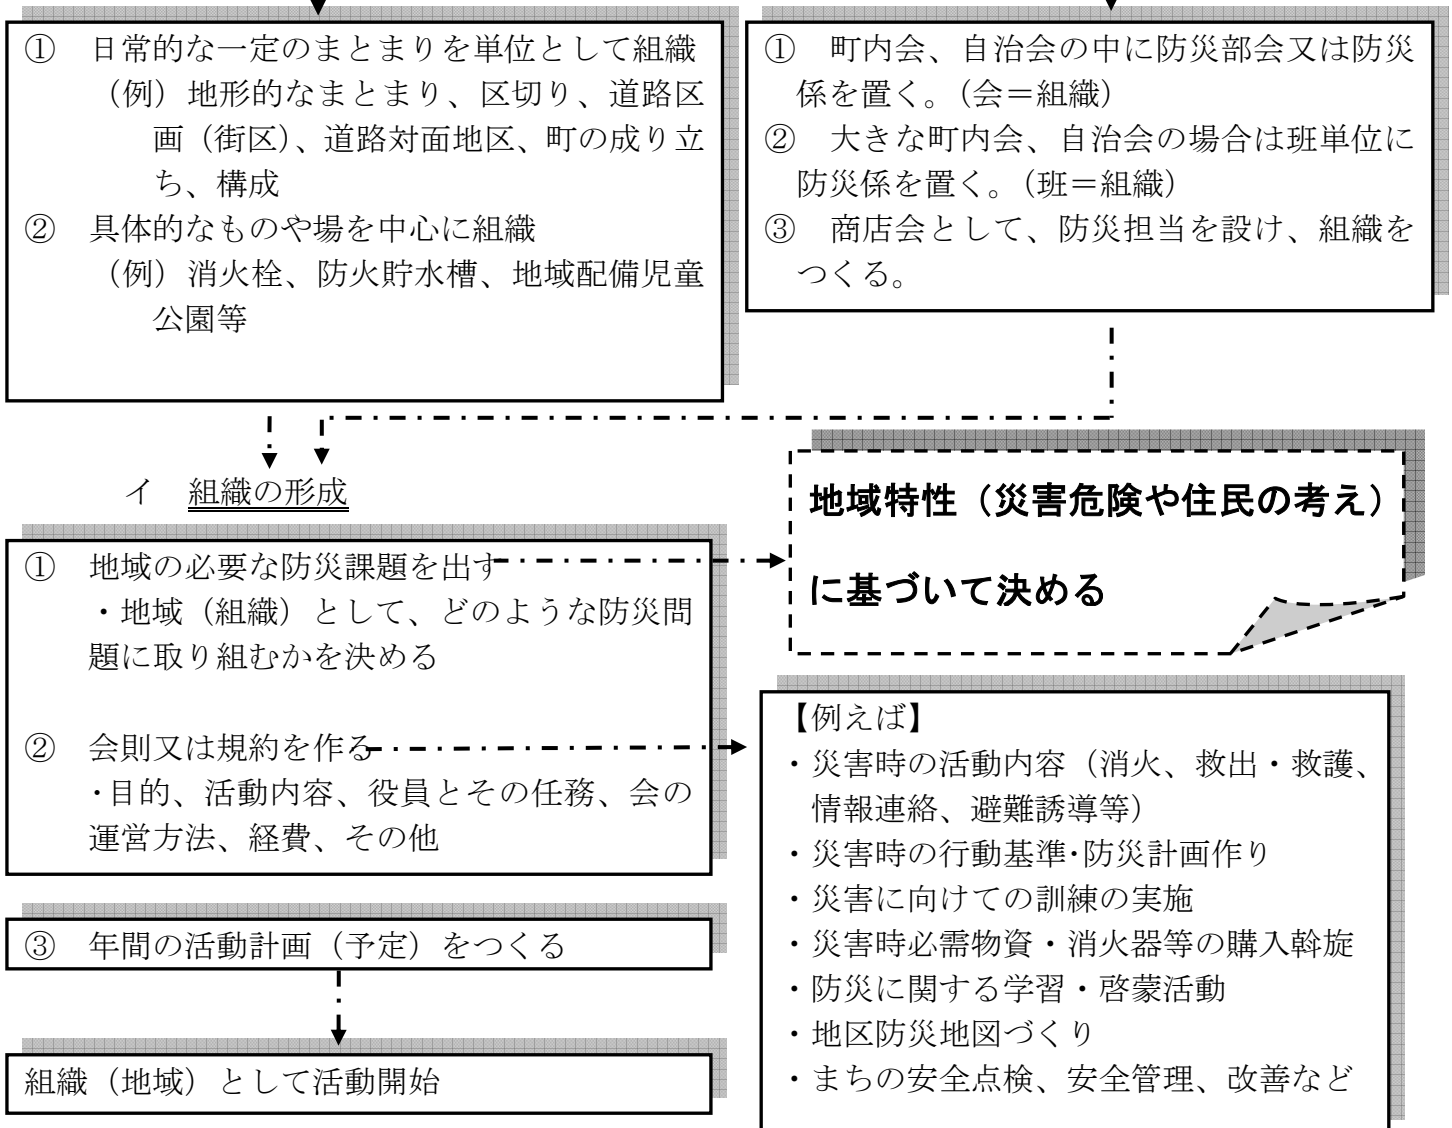 ① 日常的な一定のまとまりを単位として組織
（例）地形的なまとまり、区切り、道路区
画（街区）、道路対面地区、町の成り立
ち、構成
② 具体的なものや場を中心に組織
（例）消火栓、防火貯水槽、地域配備児童
公園等
① 町内会、自治会の中に防災部会又は防災
係を置く。（会＝組織）
② 大きな町内会、自治会の場合は班単位に
防災係を置く。（班＝組織）
③ 商店会として、防災担当を設け、組織を
つくる。
イ 組織の形成
① 地域の必要な防災課題を出す
・地域（組織）として、どのような防災問
題に取り組むかを決める
② 会則又は規約を作る
・目的、活動内容、役員とその任務、会の
運営方法、経費、その他
地域特性（災害危険や住民の考え）
に基づいて決める
【例えば】
・災害時の活動内容（消火、救出・救護、
情報連絡、避難誘導等）
・災害時の行動基準･防災計画作り
・災害に向けての訓練の実施
・災害時必需物資・消火器等の購入斡旋
・防災に関する学習・啓蒙活動
・地区防災地図づくり
・まちの安全点検、安全管理、改善など
③ 年間の活動計画（予定）をつくる
組織（地域）として活動開始